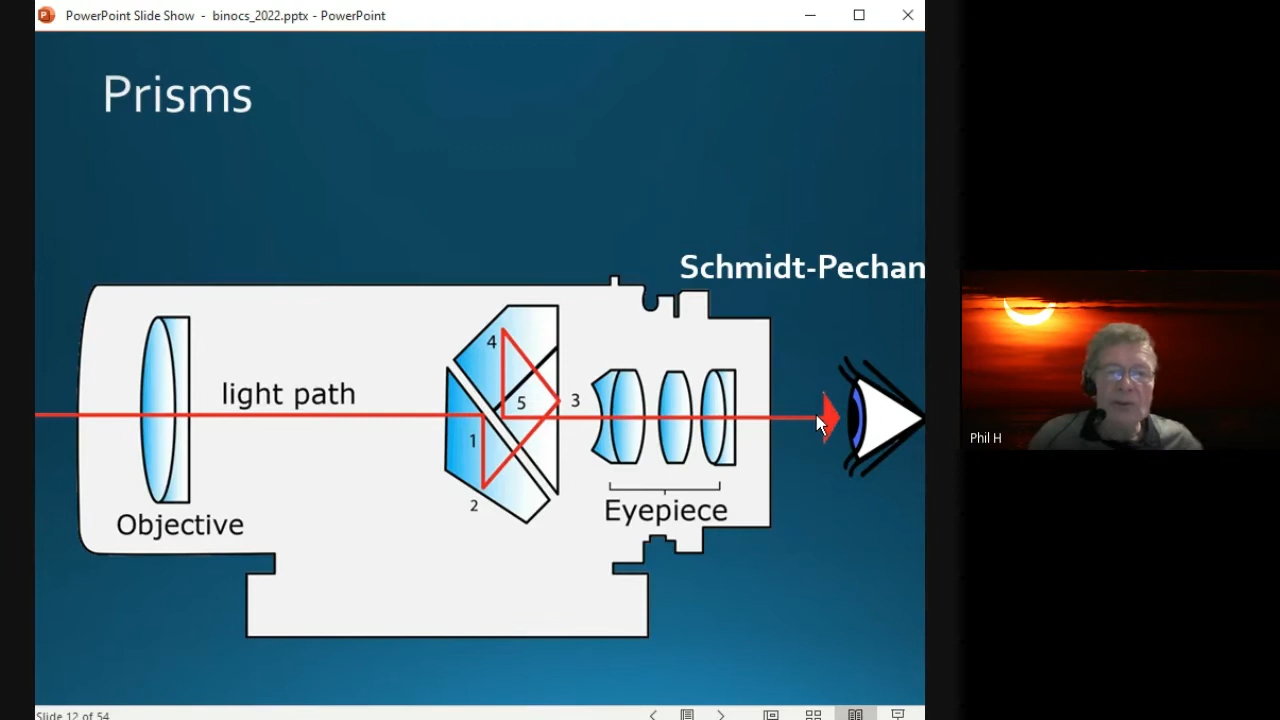 PowerPoint Slide Show - binocs_2022.pptx - PowerPoint
Prisms
Schmidt-Pechan
light path
4
5
3
1
2
Objective
Eyepiece
Phil H
Slide 12 of 54